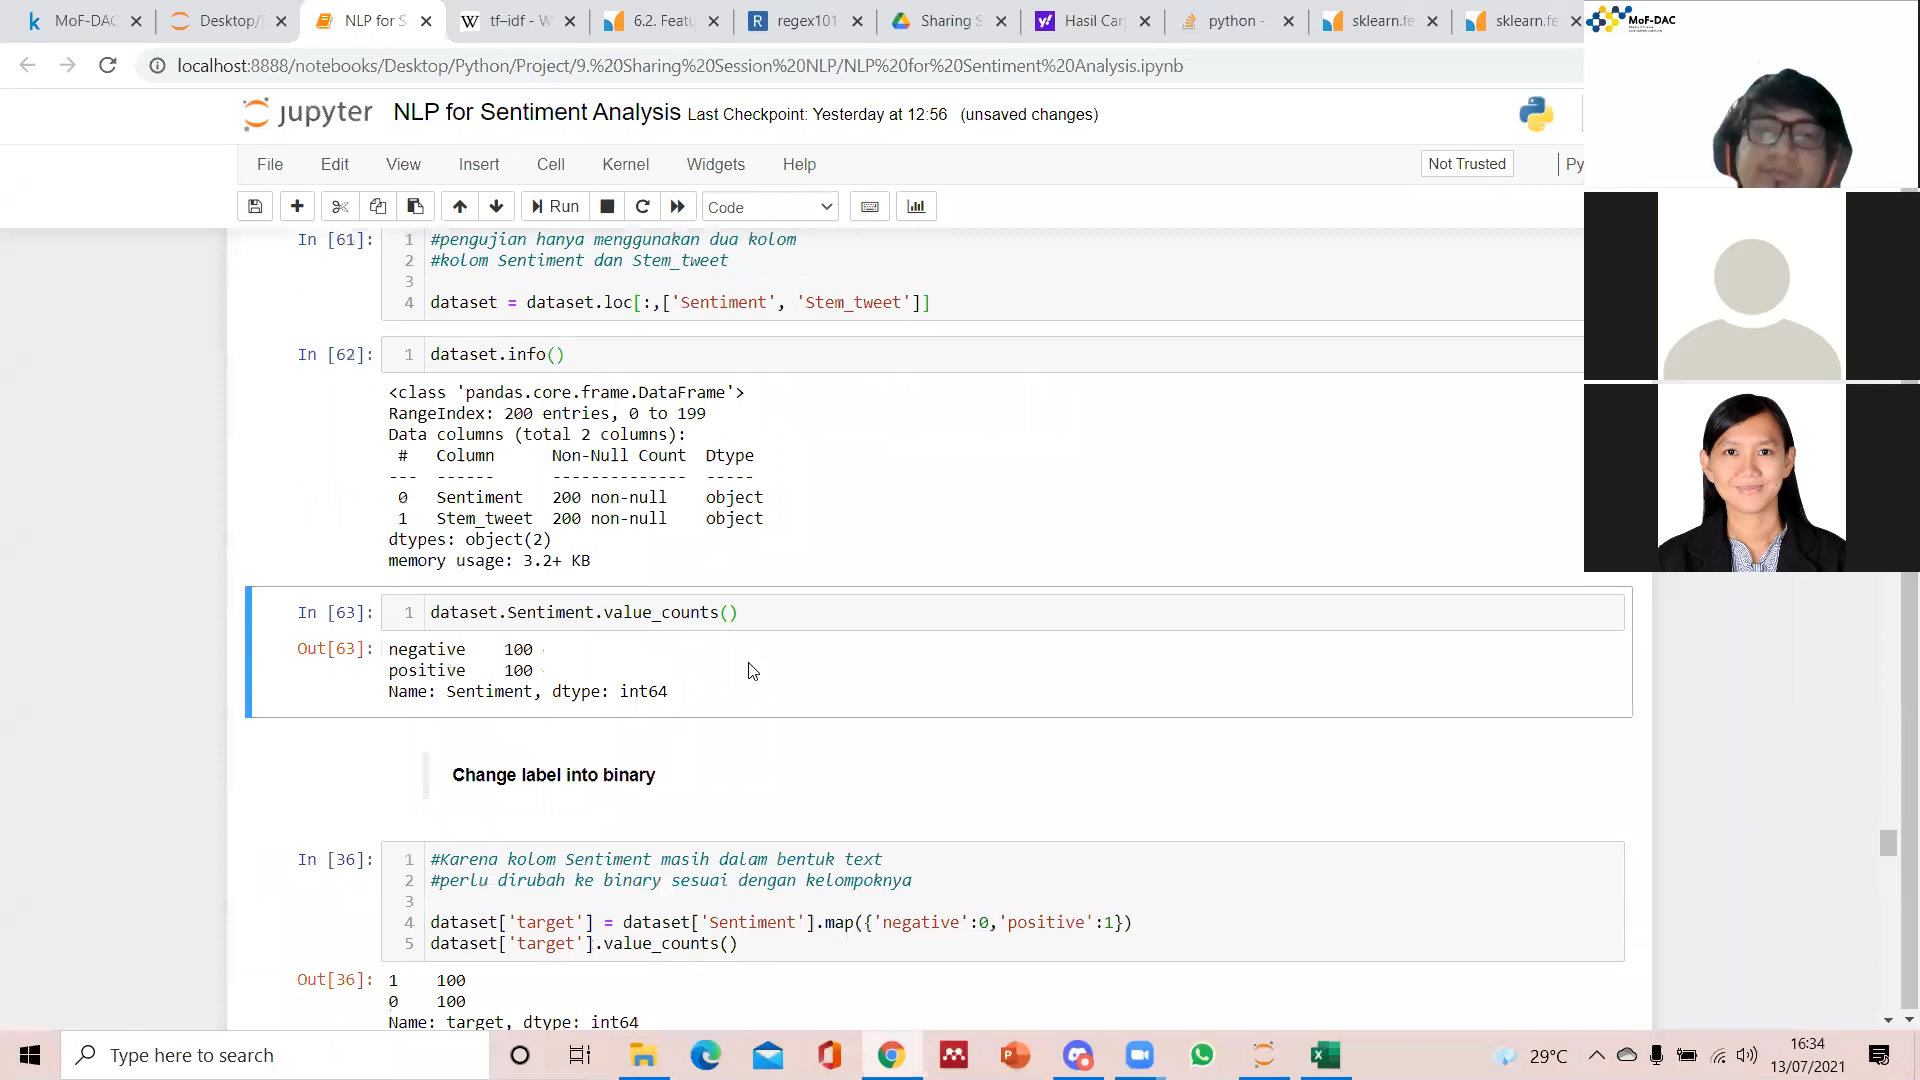 MoF-DAC
Desktop/
NLP for S
tf–idf - W
6.2. Featu
regex101
Sharing S
Hasil Car
python -
sklearn.fe
sklearn.fe
localhost:8888/notebooks/Desktop/Python/Project/9.%20Sharing%20Session%20NLP/NLP%20for%20Sentiment%20Analysis.ipynb
MoF-DAC
jupyter NLP for Sentiment Analysis Last Checkpoint: Yesterday at 12:56 (unsaved changes)
File Edit View Insert Cell Kernel Widgets Help Not Trusted Py
Run Code
In [61]: 1 #pengujian hanya menggunakan dua kolom
2 #kolom Sentiment dan Stem_tweet
3
4 dataset = dataset.loc[:,['Sentiment', 'Stem_tweet']]
In [62]: 1 dataset.info()
<class 'pandas.core.frame.DataFrame'>
RangeIndex: 200 entries, 0 to 199
Data columns (total 2 columns):
# Column Non-Null Count Dtype
--- ------ -------------- -----
0 Sentiment 200 non-null object
1 Stem_tweet 200 non-null object
dtypes: object(2)
memory usage: 3.2+ KB
In [63]: 1 dataset.Sentiment.value_counts()
Out[63]: negative 100
positive 100
Name: Sentiment, dtype: int64
Change label into binary
In [36]: 1 #Karena kolom Sentiment masih dalam bentuk text
2 #perlu dirubah ke binary sesuai dengan kelompoknya
3
4 dataset['target'] = dataset['Sentiment'].map({'negative':0,'positive':1})
5 dataset['target'].value_counts()
Out[36]: 1 100
0 100
Name: target, dtype: int64
Type here to search
29°C
16:34
13/07/2021